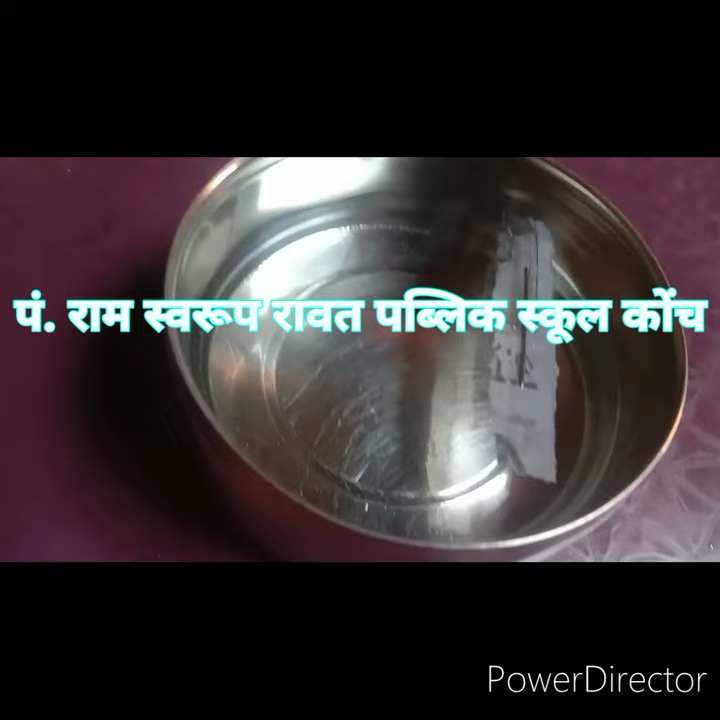 पं. राम स्वरूप रावत पब्लिक स्कूल कोंच
PowerDirector